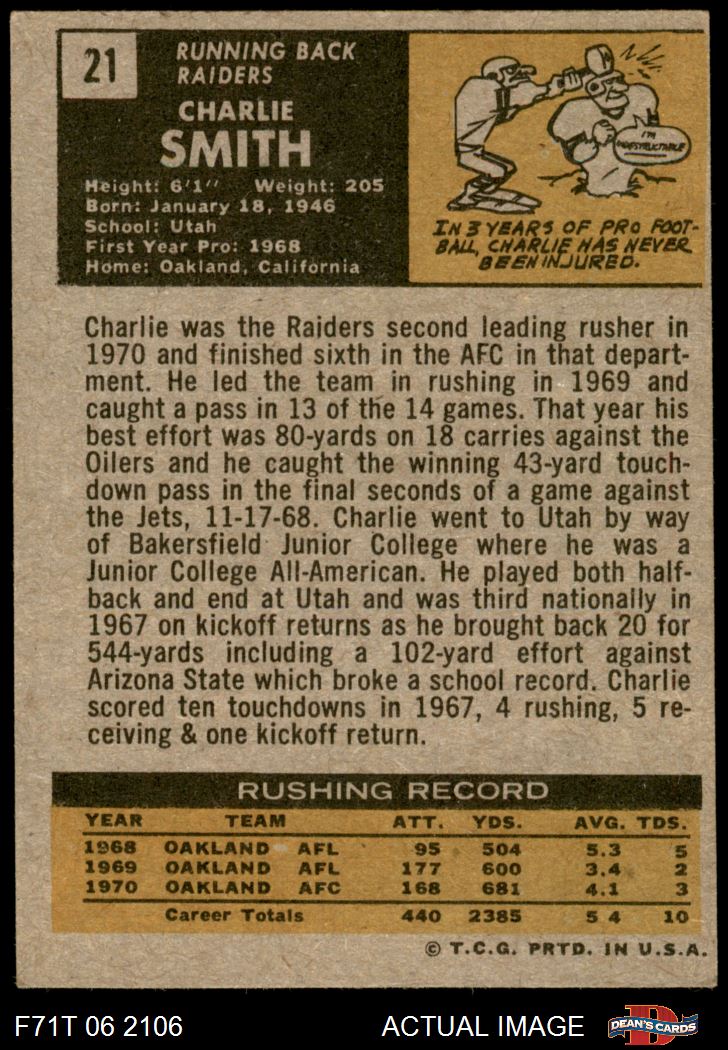 21
RUNNING BACK
RAIDERS
CHARLIE
SMITH
Height: 6'1" Weight: 205
Born: January 18, 1946
School: Utah
First Year Pro: 1968
Home: Oakland, California
I'M
INDESTRUCTABLE
IN 3 YEARS OF PRO FOOT-
BALL, CHARLIE HAS NEVER
BEEN INJURED.
Charlie was the Raiders second leading rusher in
1970 and finished sixth in the AFC in that depart-
ment. He led the team in rushing in 1969 and
caught a pass in 13 of the 14 games. That year his
best effort was 80-yards on 18 carries against the
Oilers and he caught the winning 43-yard touch-
down pass in the final seconds of a game against
the Jets, 11-17-68. Charlie went to Utah by way
of Bakersfield Junior College where he was a
Junior College All-American. He played both half-
back and end at Utah and was third nationally in
1967 on kickoff returns as he brought back 20 for
544-yards including a 102-yard effort against
Arizona State which broke a school record. Charlie
scored ten touchdowns in 1967, 4 rushing, 5 re-
ceiving & one kickoff return.
RUSHING RECORD
YEAR TEAM ATT. YDS. AVG. TDS.
1968 OAKLAND AFL 95 504 5.3 5
1969 OAKLAND AFL 177 600 3.4 2
1970 OAKLAND AFC 168 681 4.1 3
Career Totals 440 2385 5 4 10
© T.C.G. PRTD. IN U.S.A.
F71T 06 2106 ACTUAL IMAGE
D
DEAN'S CARDS